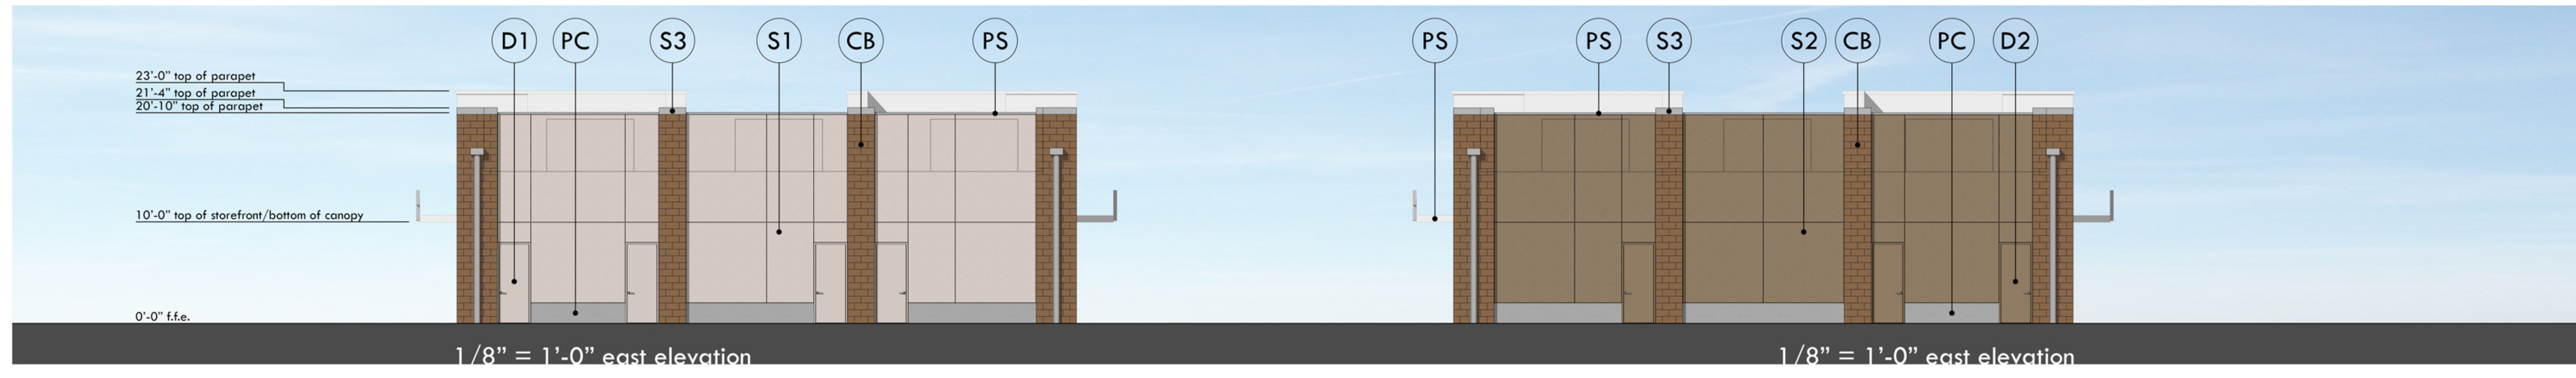 D1 PC S3 S1 CB PS PS PS S3 S2 CB PC D2
23'-0" top of parapet
21'-4" top of parapet
20'-10" top of parapet
10'-0" top of storefront/bottom of canopy
0'-0" f.f.e.
1/8" = 1'-0" east elevation
1/8" = 1'-0" east elevation